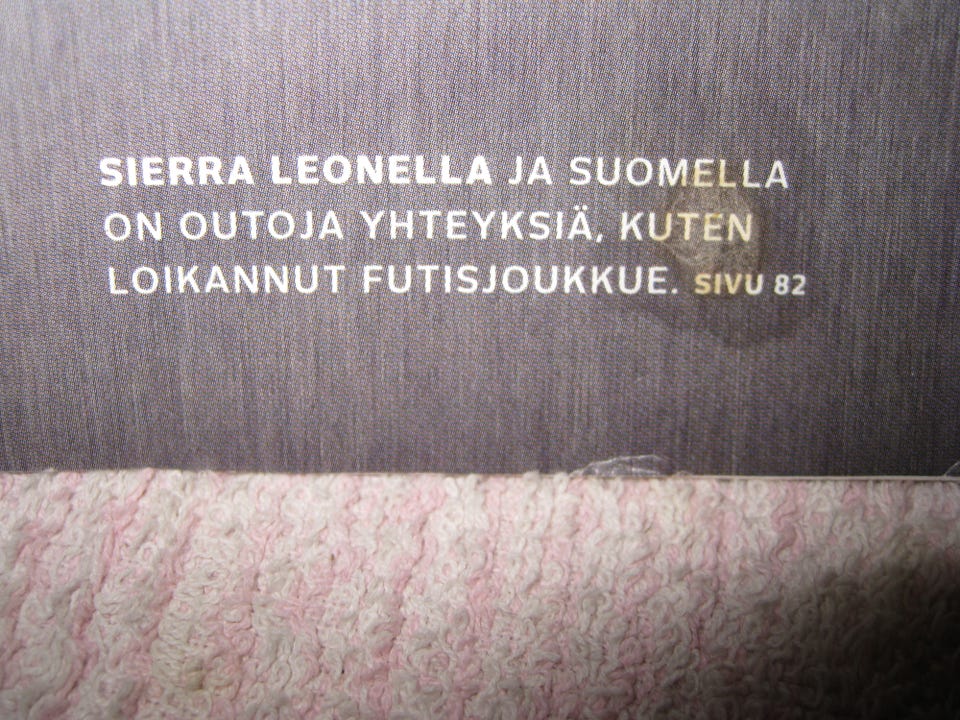 SIERRA LEONELLA JA SUOMELLA
ON OUTOJA YHTEYKSIÄ, KUTEN
LOIKANNUT FUTISJOUKKUE. SIVU 82